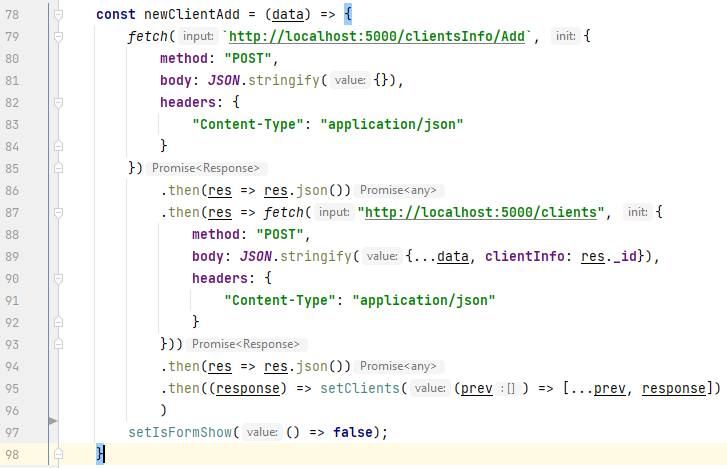 78 const newClientAdd = (data) => {
79 fetch( input: `http://localhost:5000/clientsInfo/Add`, init: {
80 method: "POST",
81 body: JSON.stringify( value: {}),
82 headers: {
83 "Content-Type": "application/json"
84 }
85 }) Promise<Response>
86 .then(res => res.json()) Promise<any>
87 .then(res => fetch( input: "http://localhost:5000/clients", init: {
88 method: "POST",
89 body: JSON.stringify( value: {...data, clientInfo: res._id}),
90 headers: {
91 "Content-Type": "application/json"
92 }
93 })) Promise<Response>
94 .then(res => res.json()) Promise<any>
95 .then((response) => setClients( value: (prev :[] ) => [...prev, response])
96 )
97 setIsFormShow( value: () => false);
98 }